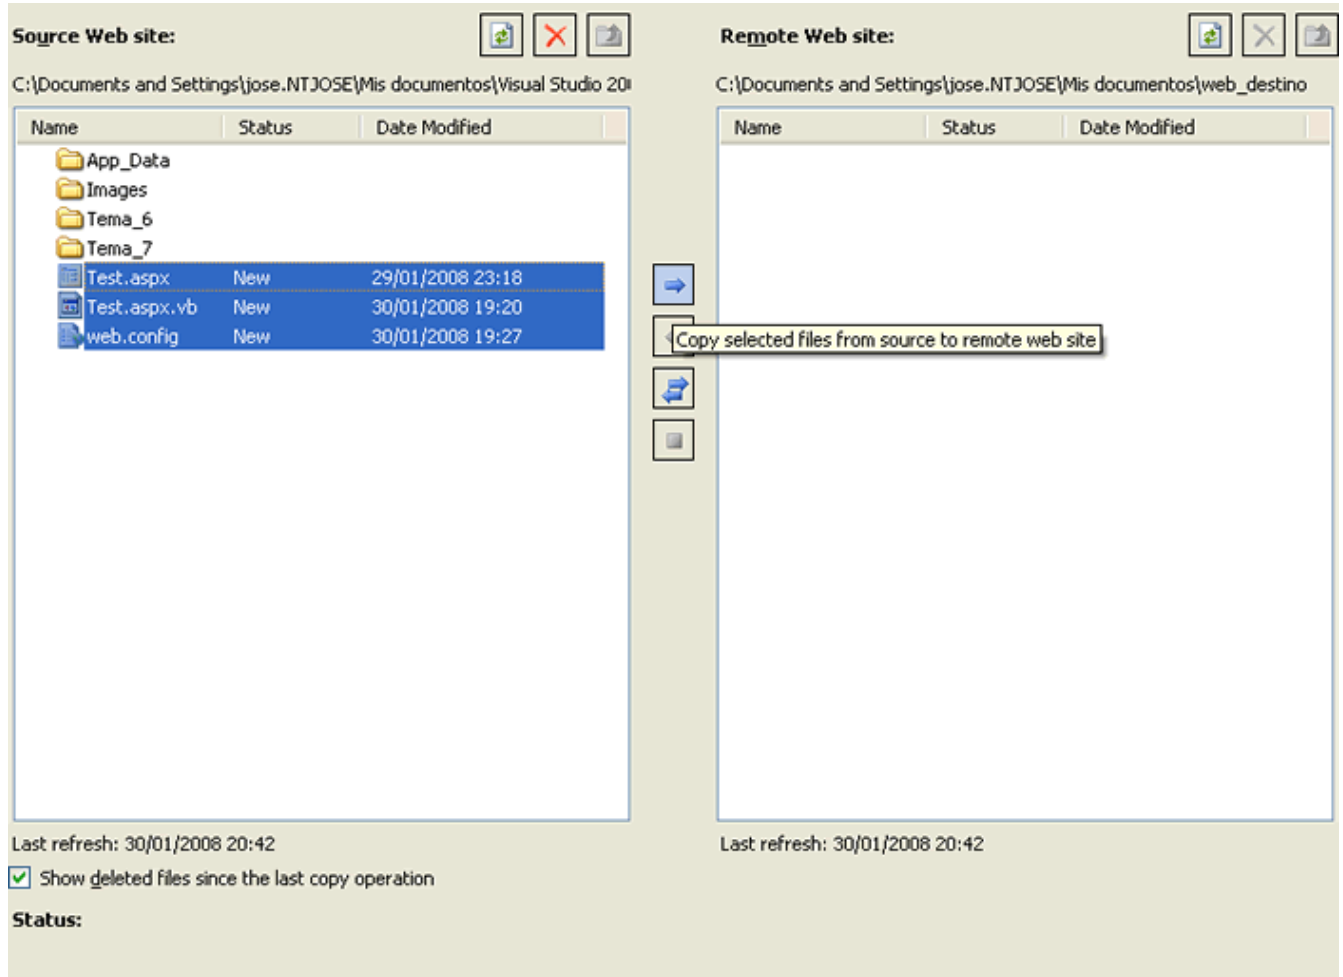 Source Web site:
C:\Documents and Settings\jose.NTJOSE\Mis documentos\Visual Studio 20
Name Status Date Modified
App_Data
Images
Tema_6
Tema_7
Test.aspx New 29/01/2008 23:18
Test.aspx.vb New 30/01/2008 19:20
web.config New 30/01/2008 19:27
Last refresh: 30/01/2008 20:42
Show deleted files since the last copy operation
Status:
Copy selected files from source to remote web site
Remote Web site:
C:\Documents and Settings\jose.NTJOSE\Mis documentos\web_destino
Name Status Date Modified
Last refresh: 30/01/2008 20:42